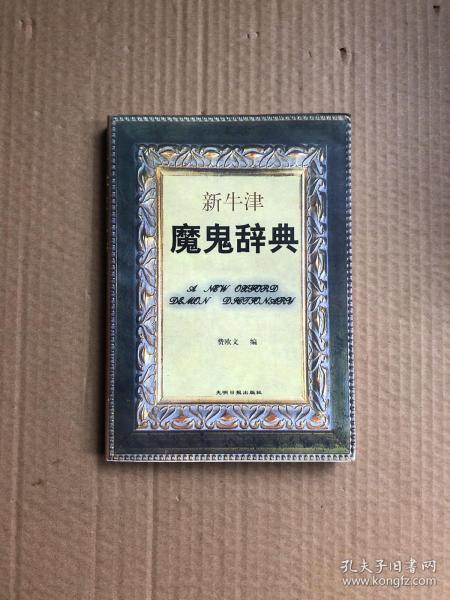 新牛津
魔鬼辞典
A NEW OXFORD
DEMON DICTIONARY
费欧文 编
光明日报出版社
孔夫子旧书网
www.kongfz.com